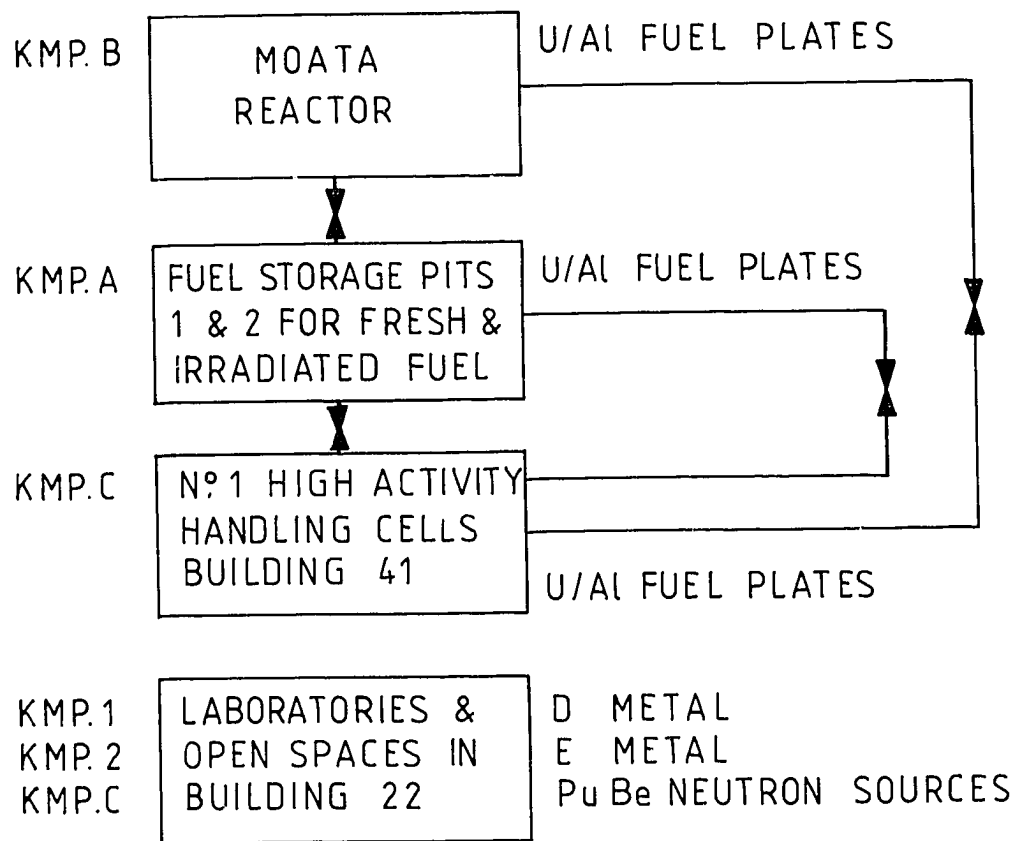 KMP. B
MOATA
REACTOR
U/Al FUEL PLATES
KMP. A
FUEL STORAGE PITS
1 & 2 FOR FRESH &
IRRADIATED FUEL
U/Al FUEL PLATES
KMP. C
Nº 1 HIGH ACTIVITY
HANDLING CELLS
BUILDING 41
U/Al FUEL PLATES
KMP. 1 LABORATORIES & D METAL
KMP. 2 OPEN SPACES IN E METAL
KMP. C BUILDING 22 Pu Be NEUTRON SOURCES